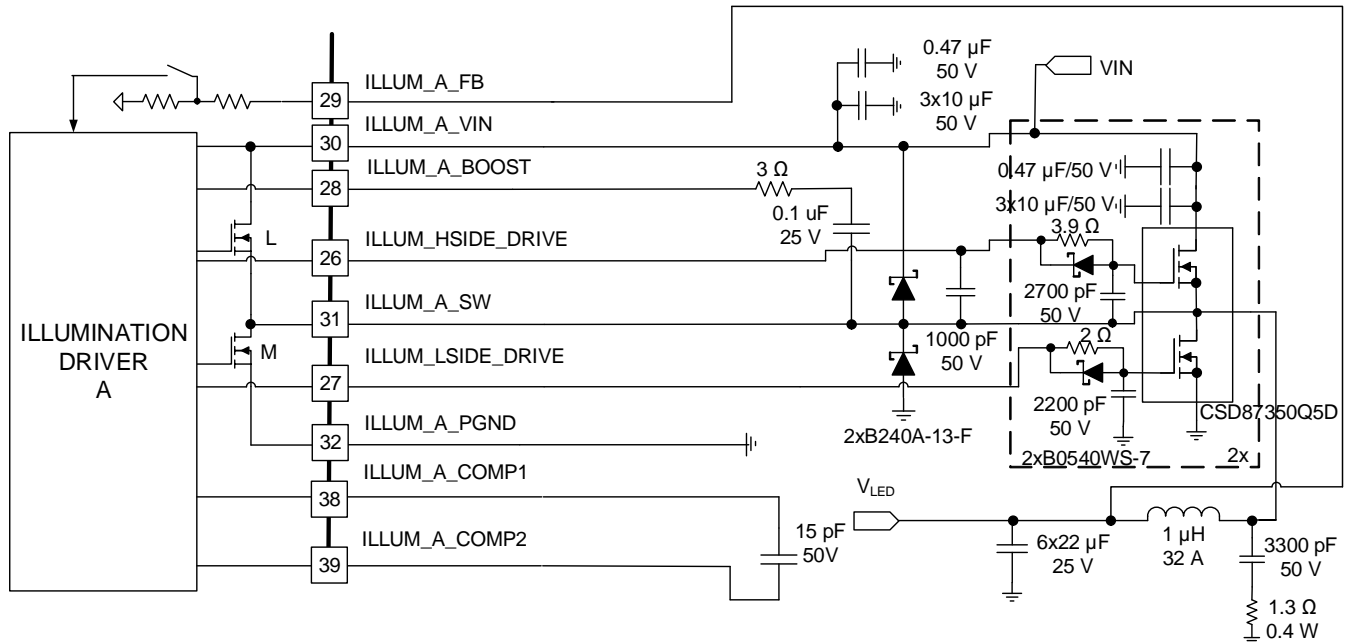 ILLUMINATION
DRIVER
A
L
M
29
ILLUM_A_FB
30
ILLUM_A_VIN
28
ILLUM_A_BOOST
26
ILLUM_HSIDE_DRIVE
31
ILLUM_A_SW
27
ILLUM_LSIDE_DRIVE
32
ILLUM_A_PGND
38
ILLUM_A_COMP1
39
ILLUM_A_COMP2
3 Ω
0.1 uF
25 V
0.47 µF
50 V
3x10 µF
50 V
VIN
0.47 µF/50 V
3x10 µF/50 V
3.9 Ω
2700 pF
50 V
1000 pF
50 V
2 Ω
2200 pF
50 V
2xB240A-13-F
CSD87350Q5D
2xB0540WS-7
2x
VLED
15 pF
50V
6x22 µF
25 V
1 µH
32 A
3300 pF
50 V
1.3 Ω
0.4 W